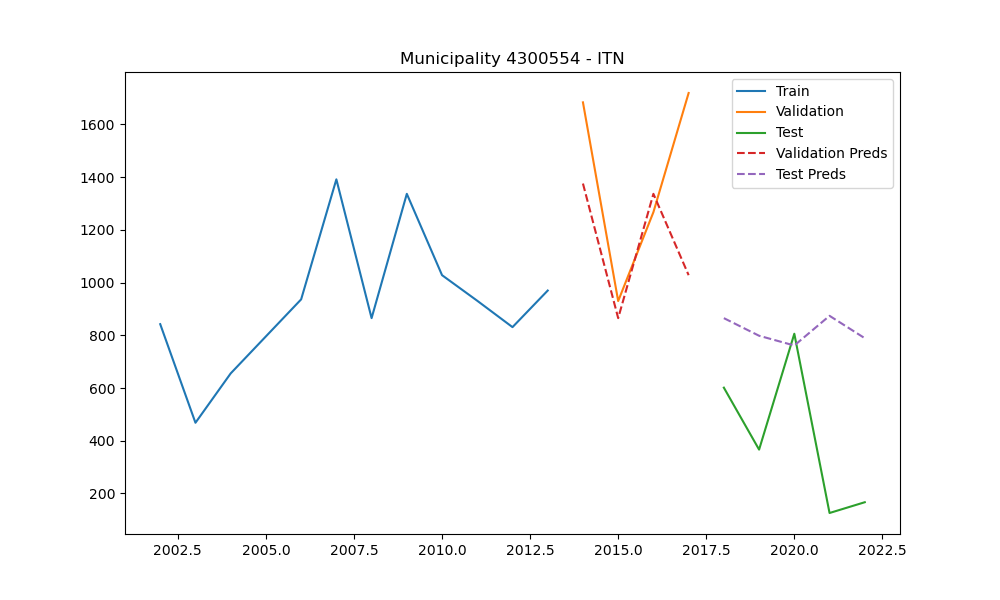 Municipality 4300554 - ITN
Train
Validation
Test
Validation Preds
Test Preds
1600
1400
1200
1000
800
600
400
200
2002.5 2005.0 2007.5 2010.0 2012.5 2015.0 2017.5 2020.0 2022.5